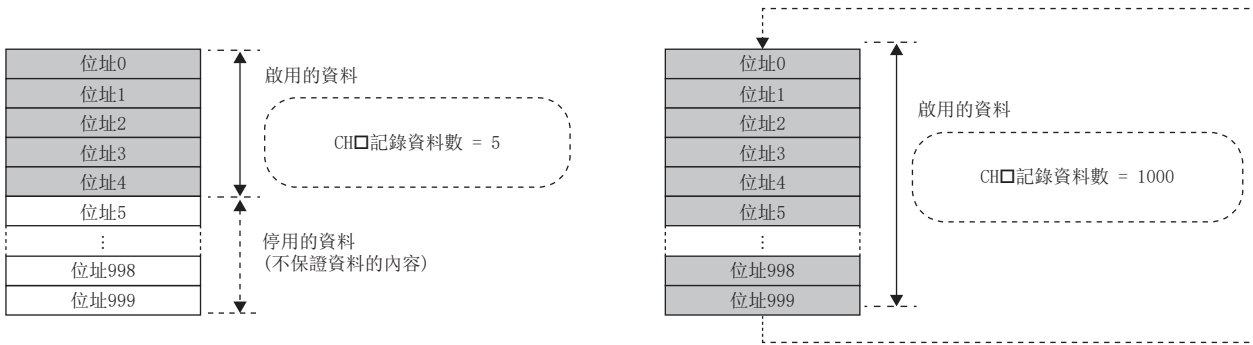 位址0
位址1
位址2
位址3
位址4
位址5
⋮
位址998
位址999
啟用的資料
CH□記錄資料數 = 5
停用的資料
(不保證資料的內容)
位址0
位址1
位址2
位址3
位址4
位址5
⋮
位址998
位址999
啟用的資料
CH□記錄資料數 = 1000